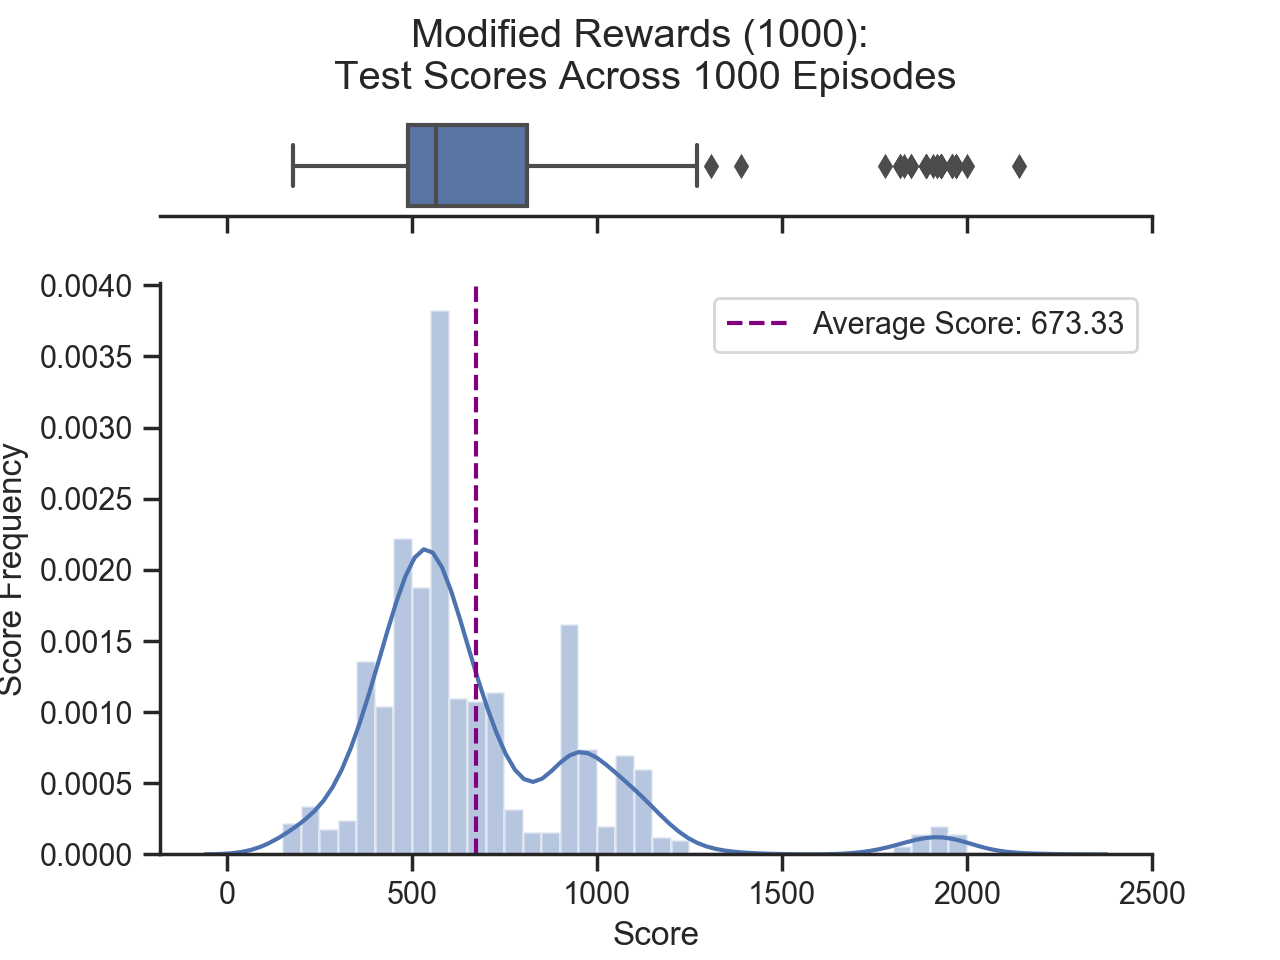 Modified Rewards (1000):
Test Scores Across 1000 Episodes
0.0040
0.0035
0.0030
0.0025
0.0020
0.0015
0.0010
0.0005
0.0000
Score Frequency
Average Score: 673.33
0 500 1000 1500 2000 2500
Score